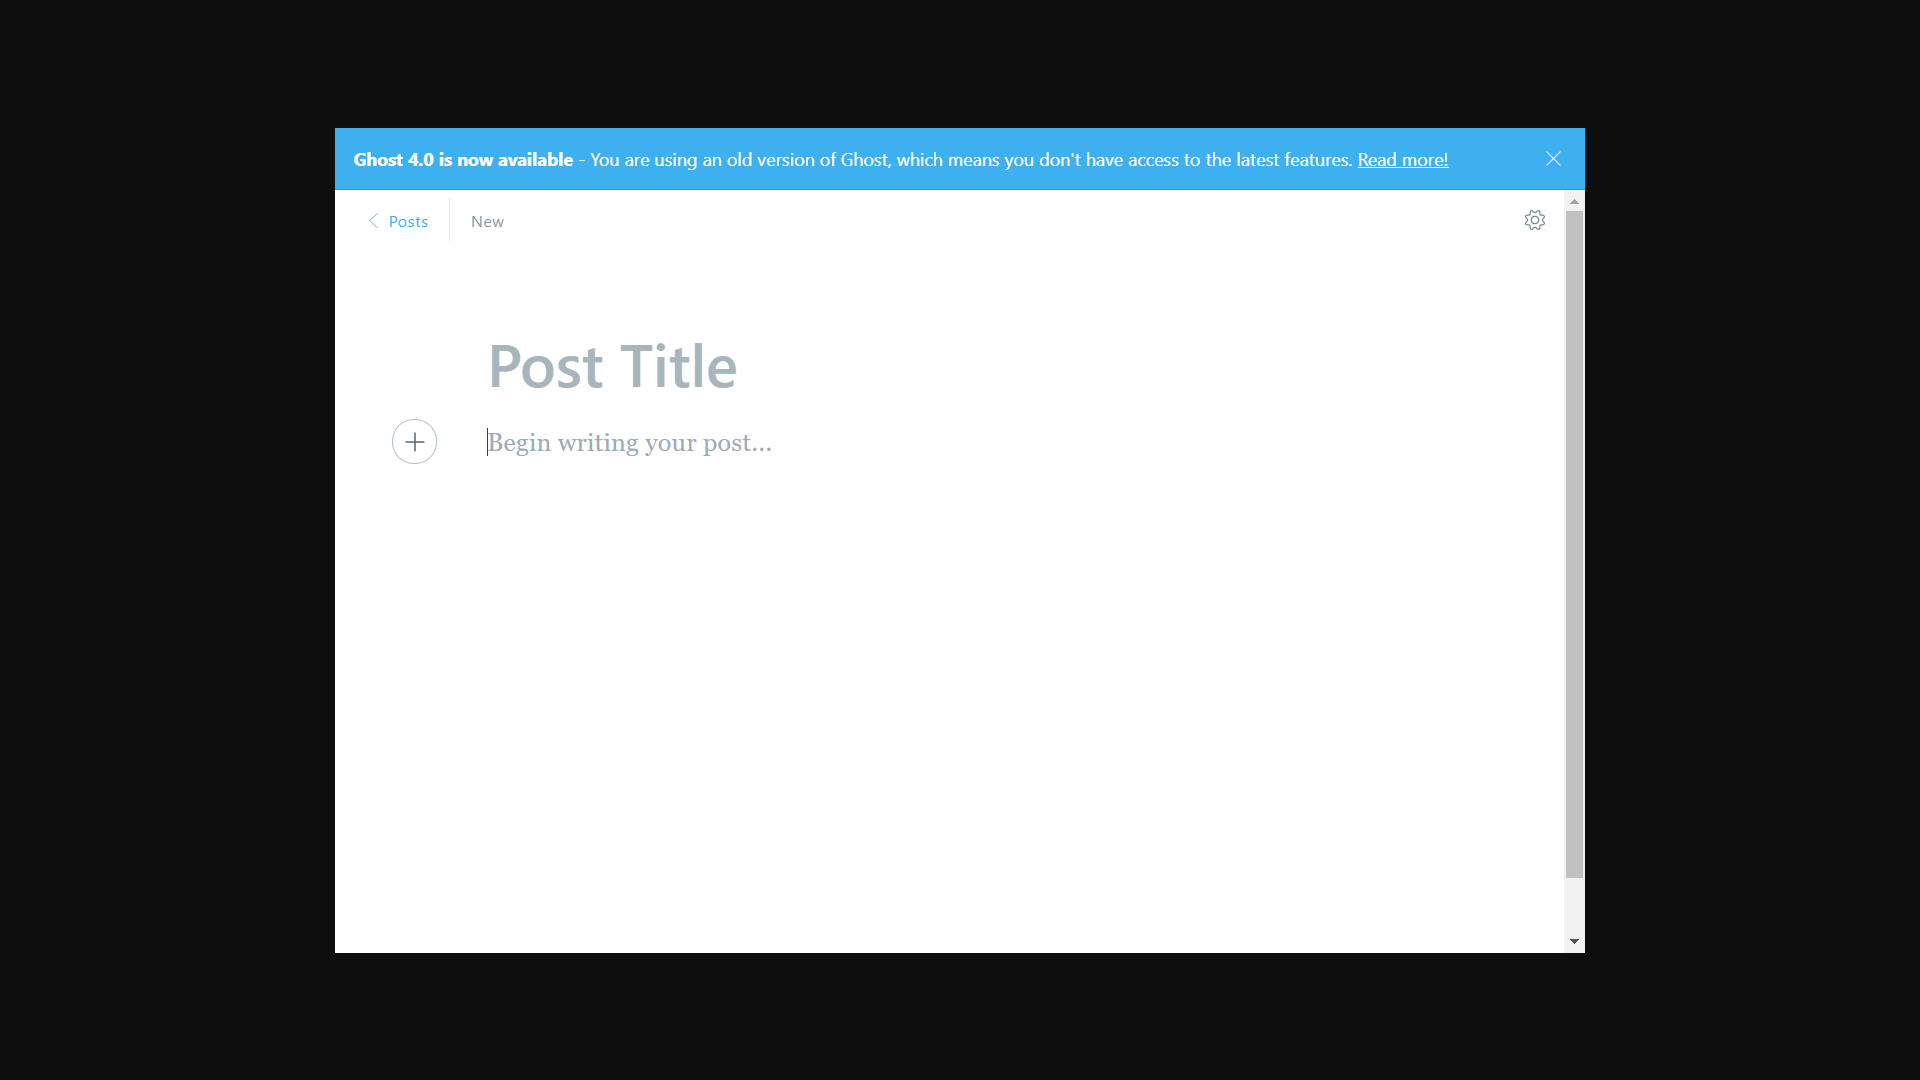 Ghost 4.0 is now available - You are using an old version of Ghost, which means you don't have access to the latest features. Read more!
Posts New
Post Title
Begin writing your post...